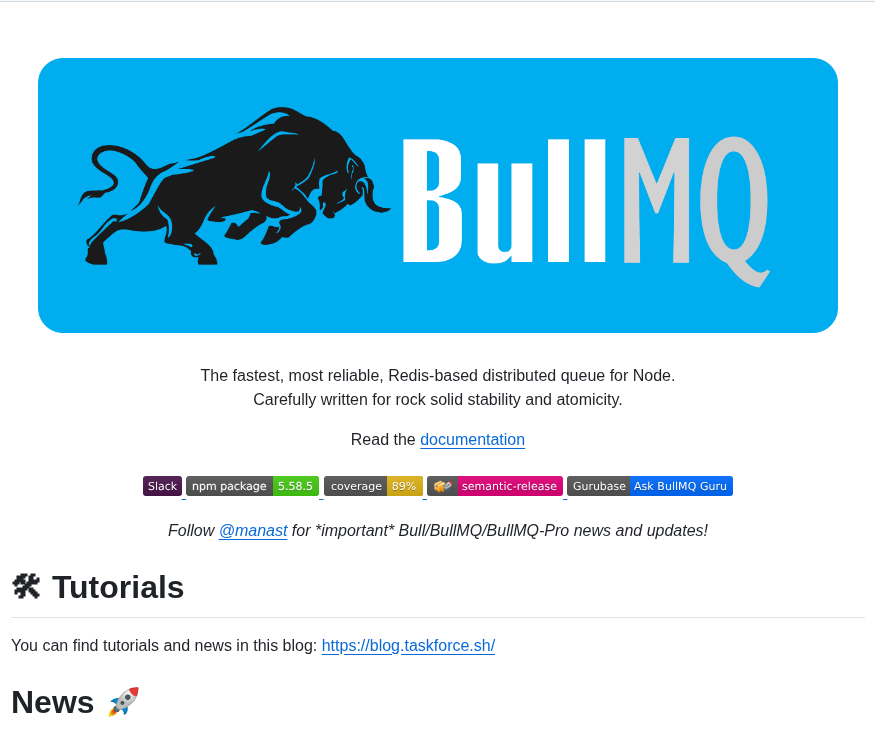 BullMQ
The fastest, most reliable, Redis-based distributed queue for Node.
Carefully written for rock solid stability and atomicity.
Read the documentation
Slack npm package 5.58.5 coverage 89% semantic-release Gurubase Ask BullMQ Guru
Follow @manast for *important* Bull/BullMQ/BullMQ-Pro news and updates!
🛠 Tutorials
You can find tutorials and news in this blog: https://blog.taskforce.sh/
News 🚀